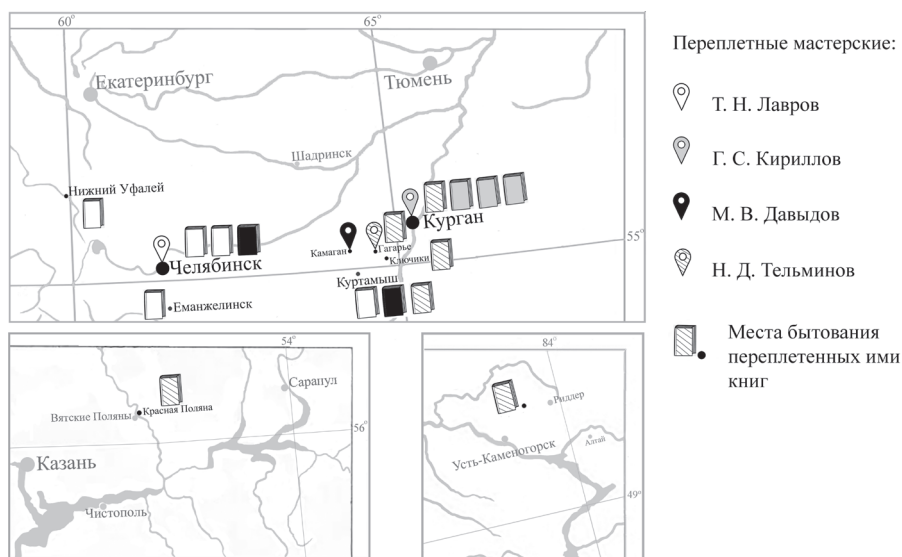 60°
65°
Екатеринбург
Тюмень
Шадринск
Нижний Уфалей
Курган
Челябинск
Камаган
Гагарье
Ключики
55°
Куртамыш
Еманжелинск
54°
Сарапул
Вятские Поляны
Красная Поляна
56°
Казань
Чистополь
84°
Риддер
Алтай
Усть-Каменогорск
49°
Переплетные мастерские:
Т. Н. Лавров
Г. С. Кириллов
М. В. Давыдов
Н. Д. Тельминов
Места бытования
переплетенных ими
книг